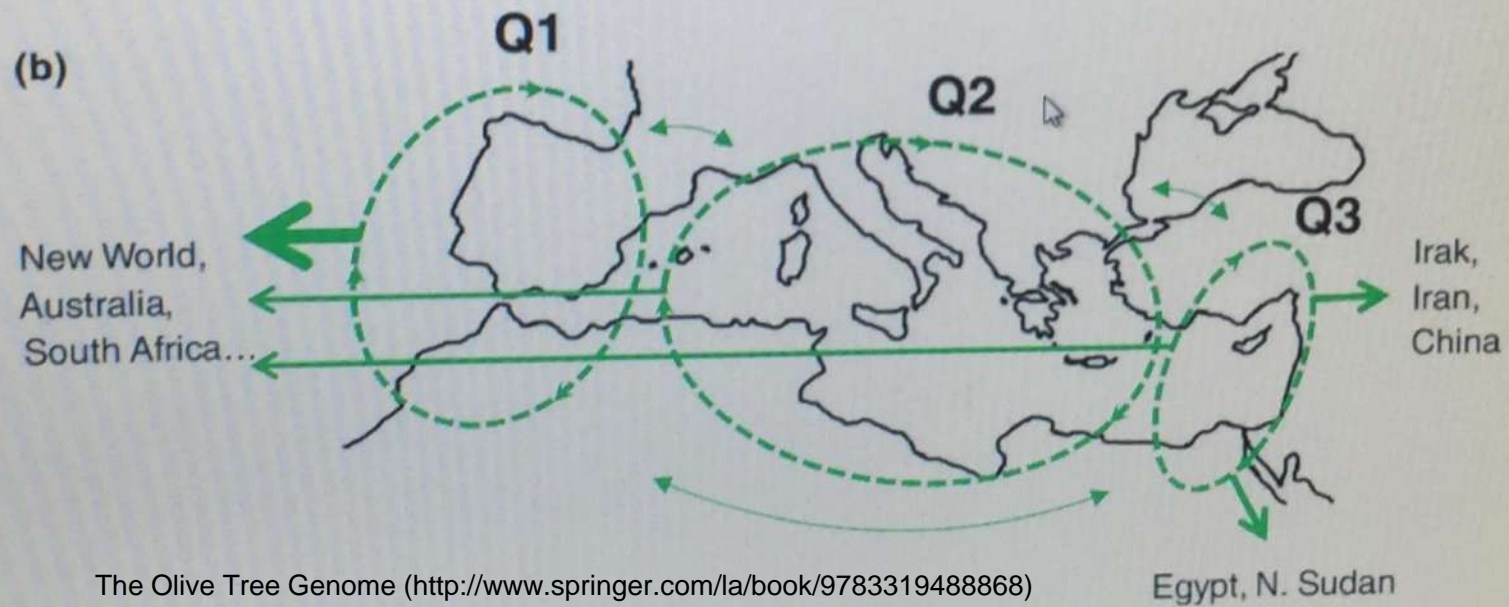 (b)
Q1
Q2
Q3
New World,
Australia,
South Africa...
Irak,
Iran,
China
Egypt, N. Sudan
The Olive Tree Genome (http://www.springer.com/la/book/9783319488868)